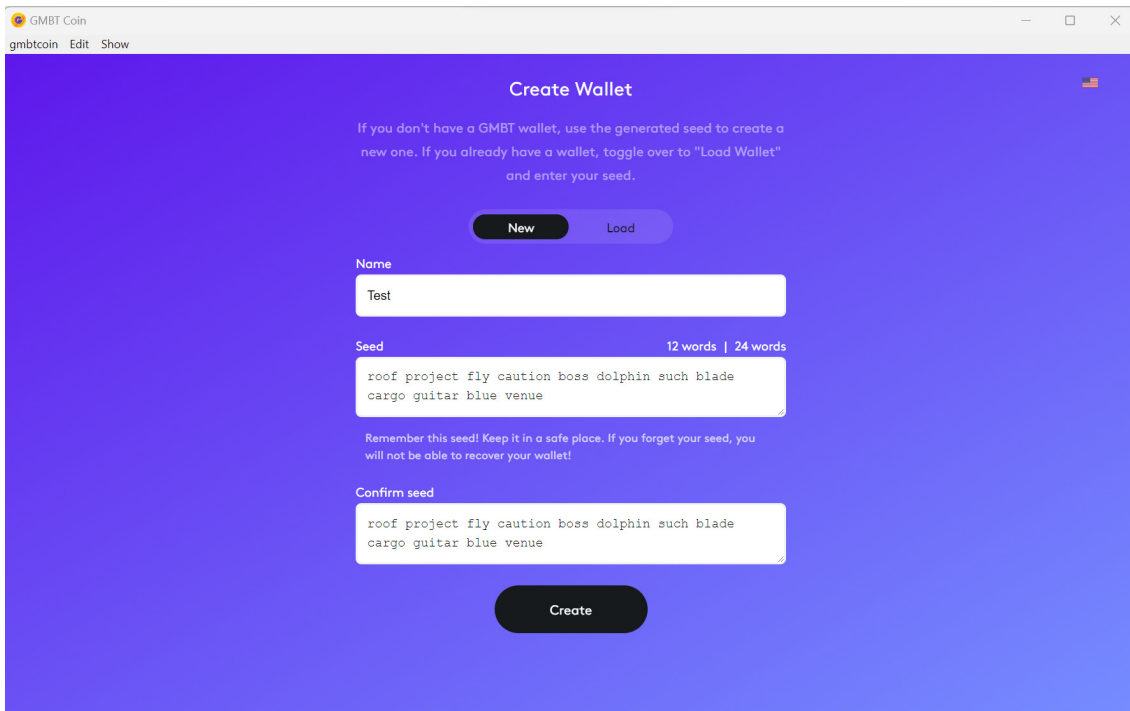 GMBT Coin
gmbtcoin Edit Show
Create Wallet
If you don't have a GMBT wallet, use the generated seed to create a
new one. If you already have a wallet, toggle over to "Load Wallet"
and enter your seed.
New Load
Name
Test
Seed 12 words | 24 words
roof project fly caution boss dolphin such blade
cargo guitar blue venue
Remember this seed! Keep it in a safe place. If you forget your seed, you
will not be able to recover your wallet!
Confirm seed
roof project fly caution boss dolphin such blade
cargo guitar blue venue
Create